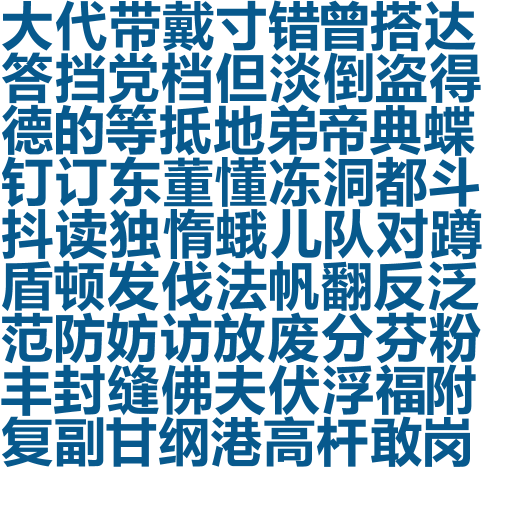 大代带戴寸错曾搭达
答挡党档但淡倒盗得
德的等抵地弟帝典蝶
钉订东董懂冻洞都斗
抖读独惰蛾儿队对蹲
盾顿发伐法帆翻反泛
范防妨访放废分芬粉
丰封缝佛夫伏浮福附
复副甘纲港高杆敢岗